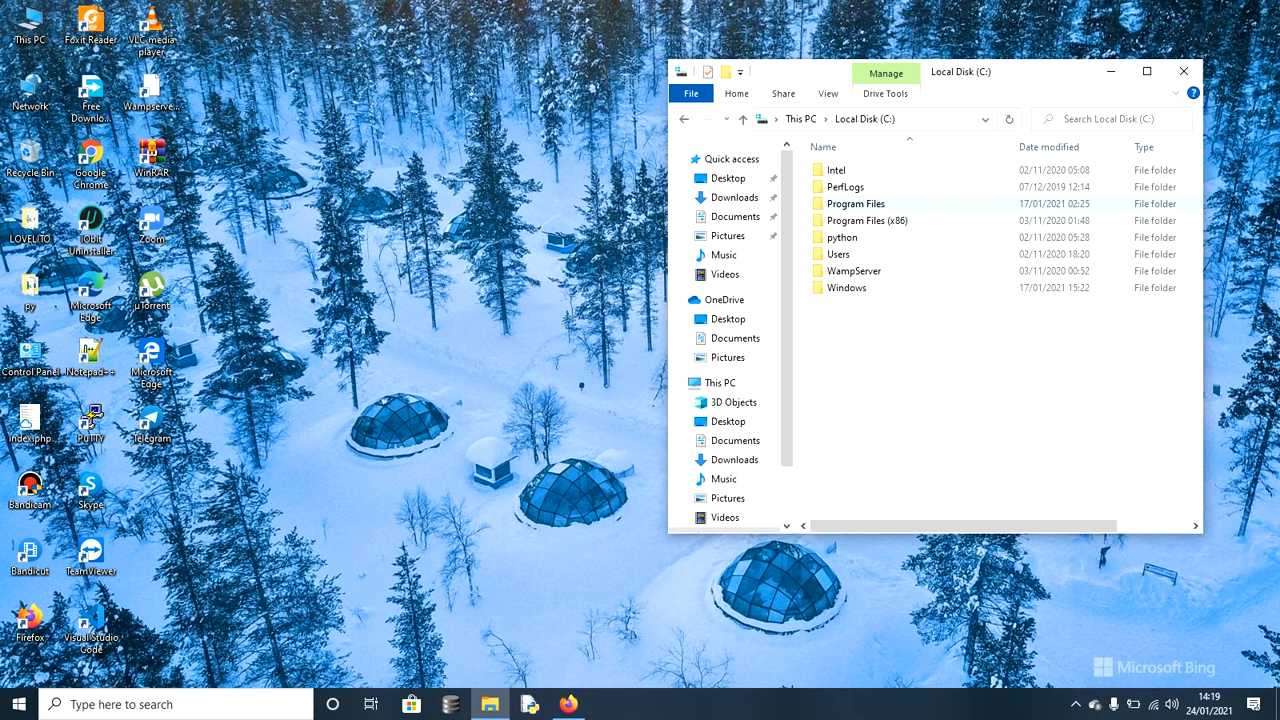 This PC
Foxit Reader
VLC media
player
Network
Free
Downlo...
Wampserve...
Recycle Bin
Google
Chrome
WinRAR
LOVELITO
IObit
Uninstaller
Zoom
py
Microsoft
Edge
µTorrent
Control Panel
Notepad++
Microsoft
Edge
index.php
PuTTY
Telegram
Bandicam
Skype
Bandicut
TeamViewer
Firefox
Visual Studio
Code
Manage
Local Disk (C:)
File
Home
Share
View
Drive Tools
This PC
Local Disk (C:)
Search Local Disk (C:)
Quick access
Desktop
Downloads
Documents
Pictures
Music
Videos
OneDrive
Desktop
Documents
Pictures
This PC
3D Objects
Desktop
Documents
Downloads
Music
Pictures
Videos
Name Date modified Type
Intel 02/11/2020 05:08 File folder
PerfLogs 07/12/2019 12:14 File folder
Program Files 17/01/2021 02:25 File folder
Program Files (x86) 03/11/2020 01:48 File folder
python 02/11/2020 05:28 File folder
Users 02/11/2020 18:20 File folder
WampServer 03/11/2020 00:52 File folder
Windows 17/01/2021 15:22 File folder
Microsoft Bing
Type here to search
14:19
24/01/2021